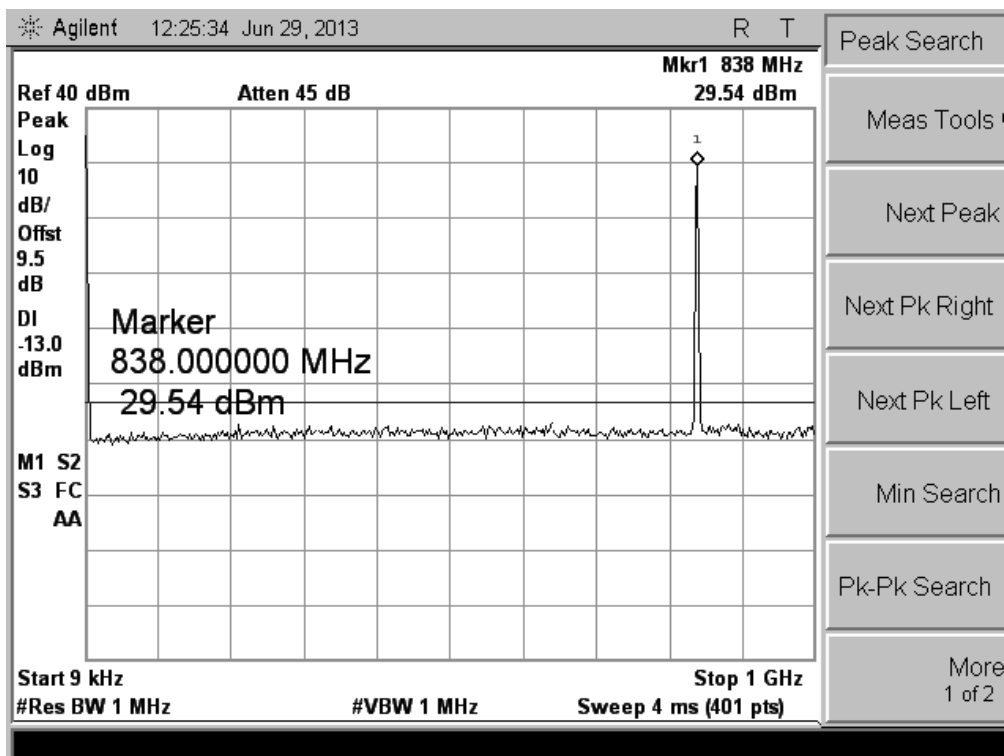 Agilent 12:25:34 Jun 29, 2013 R T
Mkr1 838 MHz
Ref 40 dBm Atten 45 dB 29.54 dBm
Peak
Log
10
dB/
Offst
9.5
dB
DI
-13.0
dBm
1
Marker
838.000000 MHz
29.54 dBm
M1 S2
S3 FC
AA
Start 9 kHz Stop 1 GHz
#Res BW 1 MHz #VBW 1 MHz Sweep 4 ms (401 pts)
Peak Search
Meas Tools
Next Peak
Next Pk Right
Next Pk Left
Min Search
Pk-Pk Search
More
1 of 2